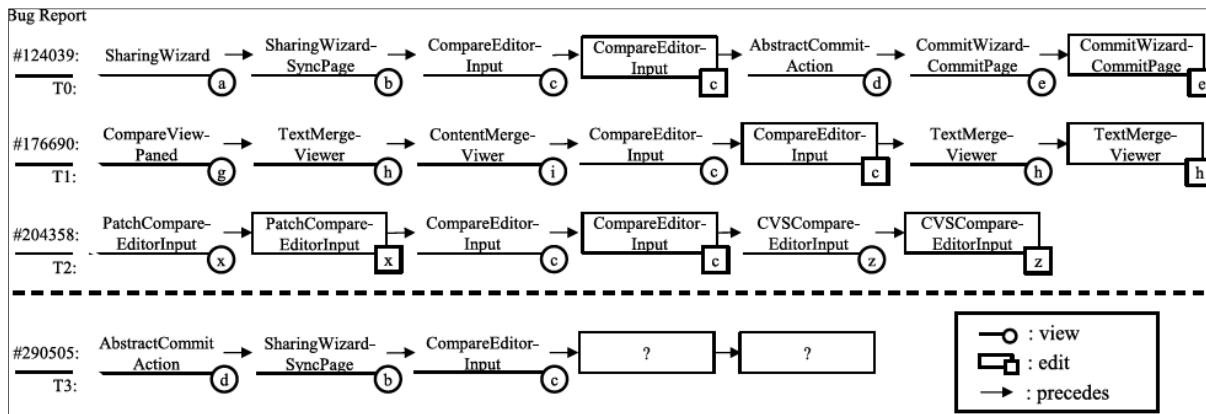 Bug Report
#124039:
T0:
SharingWizard
a
SharingWizard-
SyncPage
b
CompareEditor-
Input
c
CompareEditor-
Input
c
AbstractCommit-
Action
d
CommitWizard-
CommitPage
e
CommitWizard-
CommitPage
e
#176690:
T1:
CompareView-
Paned
g
TextMerge-
Viewer
h
ContentMerge-
Viwer
i
CompareEditor-
Input
c
CompareEditor-
Input
c
TextMerge-
Viewer
h
TextMerge-
Viewer
h
#204358:
T2:
PatchCompare-
EditorInput
x
PatchCompare-
EditorInput
x
CompareEditor-
Input
c
CompareEditor-
Input
c
CVSCompare-
EditorInput
z
CVSCompare-
EditorInput
z
#290505:
T3:
AbstractCommit
Action
d
SharingWizard-
SyncPage
b
CompareEditor-
Input
c
?
?
: view
: edit
: precedes